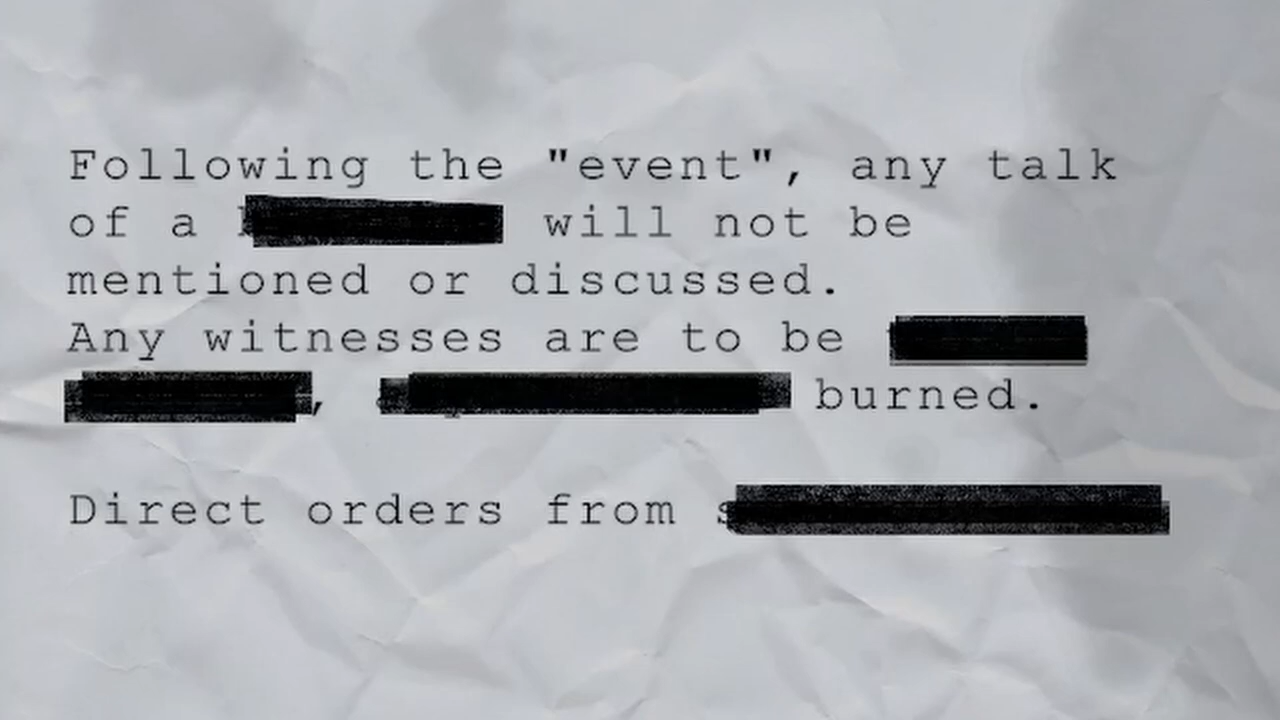 Following the "event", any talk
of a will not be
mentioned or discussed.
Any witnesses are to be
, burned.
Direct orders from